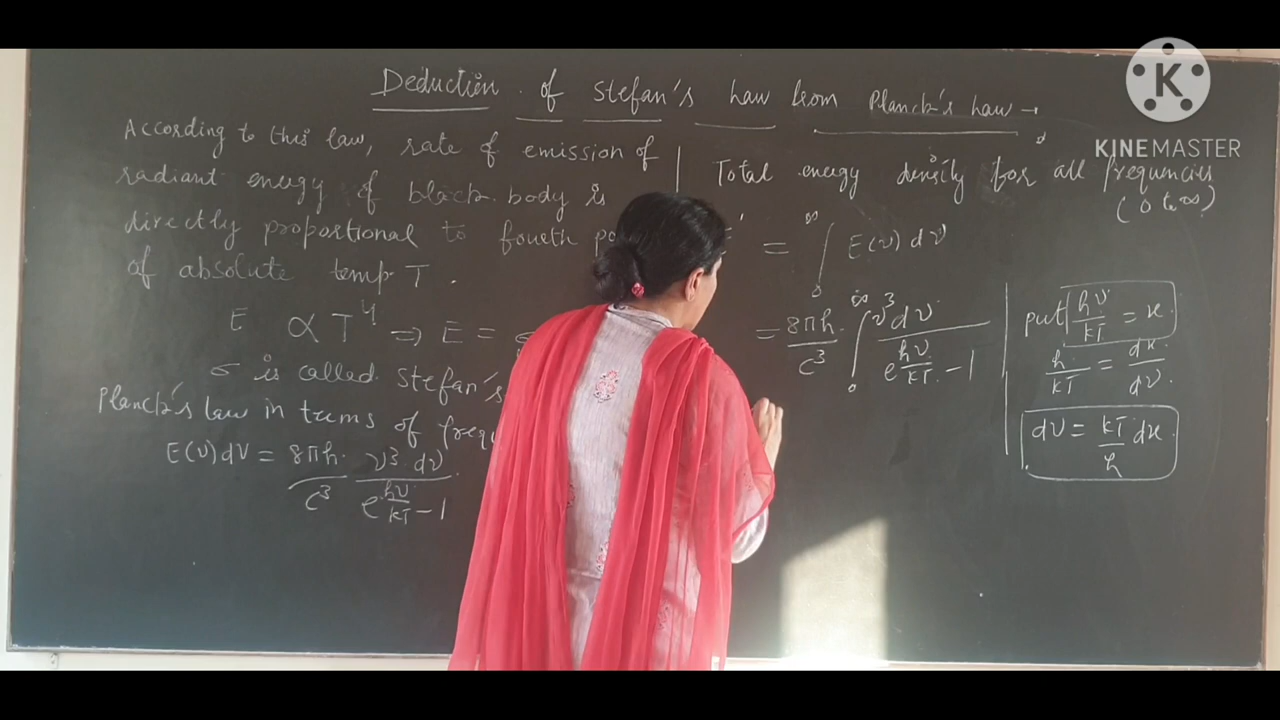 Deduction of Stefan's Law from Planck's Law →
According to this law, rate of emission of
radiant energy of black body is
directly proportional to fourth
of absolute temp T.
E ∝ T⁴ ⇒ E =
σ is called Stefan's
Planck's law in terms of
E(ν)dν = 8πh/c³ ν³ dν/(e^(hν/kT) - 1)
Total energy density for all frequencies
(0 to ∞)
= ∫₀^∞ E(ν) dν
= 8πh/c³ ∫₀^∞ ν³ dν/(e^(hν/kT) - 1)
put hν/kT = x
h/kT = dx/dν
dν = kT/h dx
K
KINEMASTER